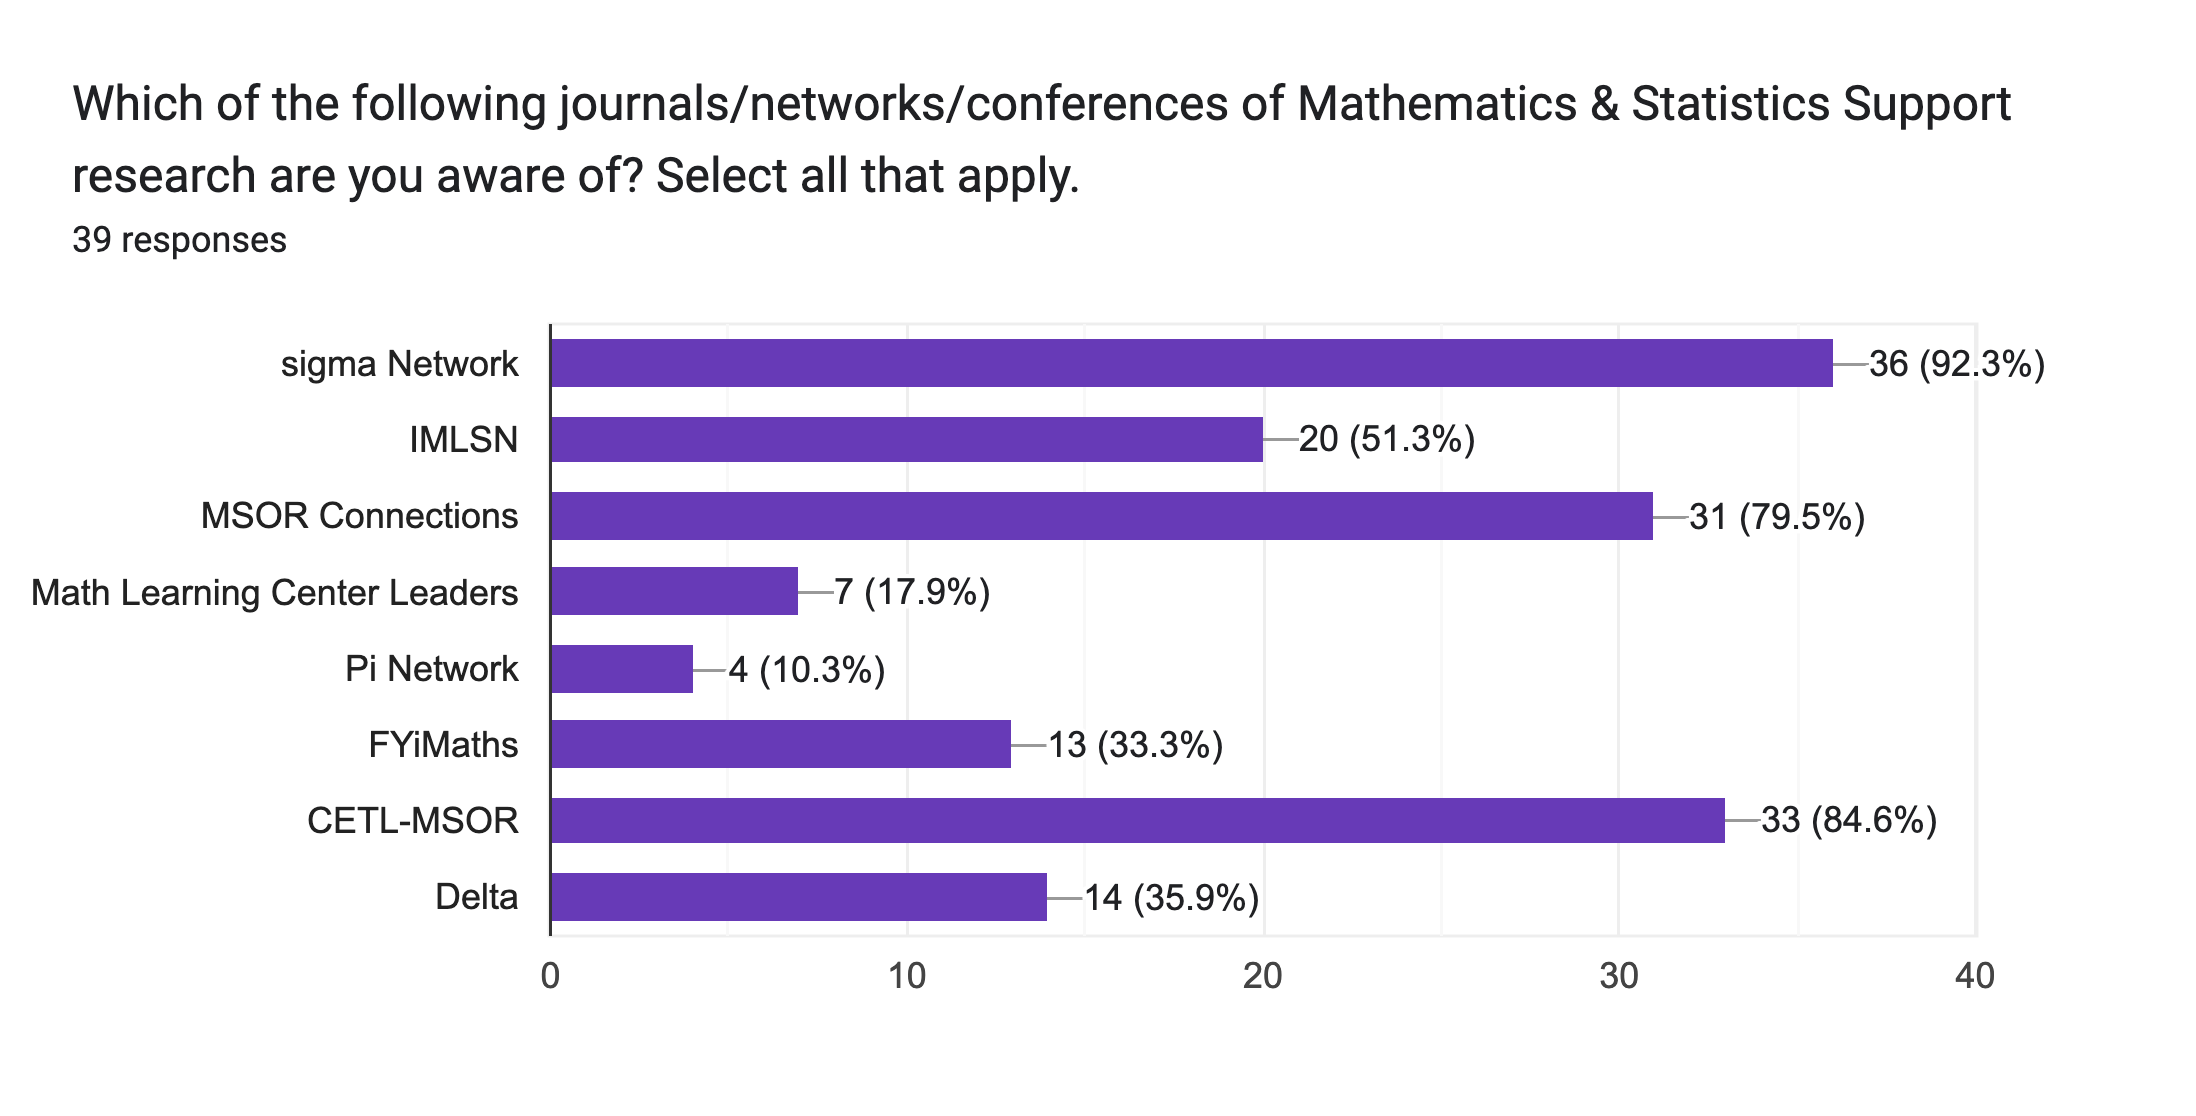 Which of the following journals/networks/conferences of Mathematics & Statistics Support
research are you aware of? Select all that apply.
39 responses
sigma Network 36 (92.3%)
IMLSN 20 (51.3%)
MSOR Connections 31 (79.5%)
Math Learning Center Leaders 7 (17.9%)
Pi Network 4 (10.3%)
FYiMaths 13 (33.3%)
CETL-MSOR 33 (84.6%)
Delta 14 (35.9%)
0 10 20 30 40